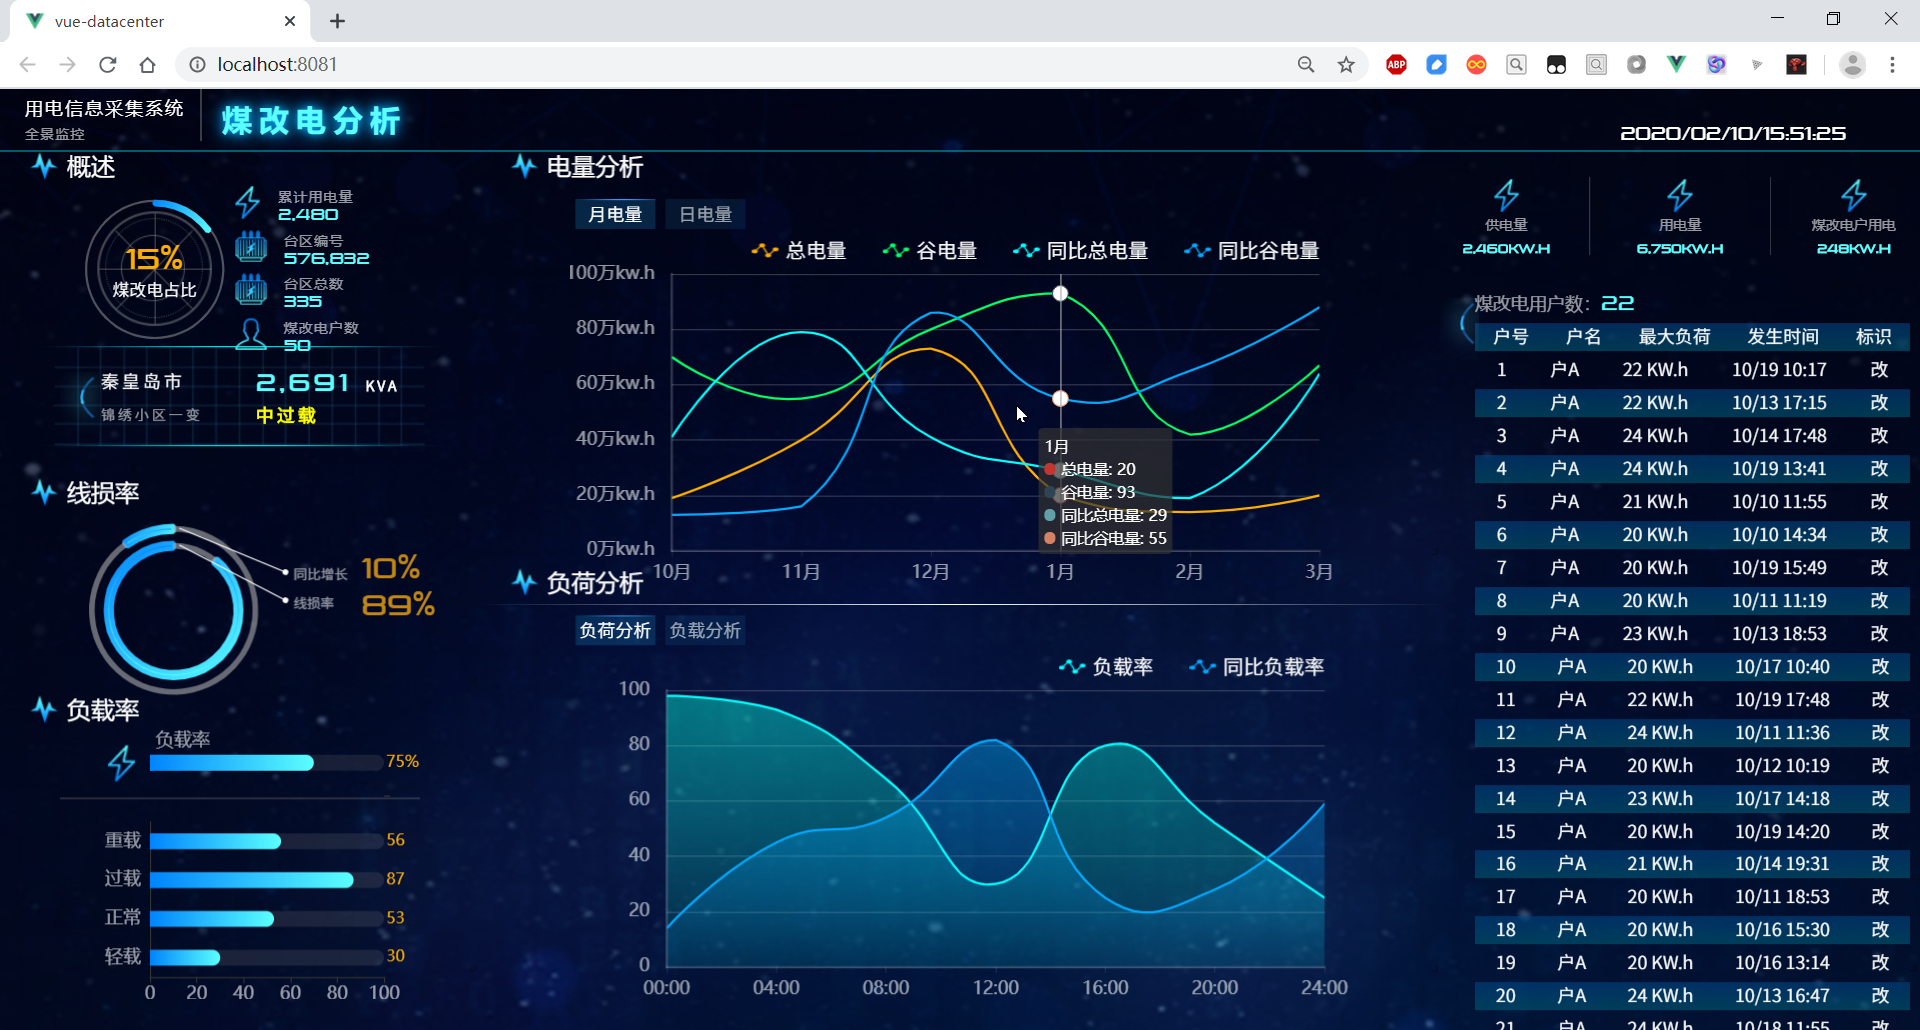 vue-datacenter
localhost:8081
ABP
用电信息采集系统
全景监控
煤改电分析
2020/02/10/15:51:25
概述
15%
煤改电占比
累计用电量
2,480
台区编号
576,832
台区总数
335
煤改电户数
50
秦皇岛市
2,691 KVA
锦绣小区一变
中过载
线损率
同比增长 10%
线损率 89%
负载率
负载率
75%
重载 56
过载 87
正常 53
轻载 30
0 20 40 60 80 100
电量分析
月电量 日电量
总电量 谷电量 同比总电量 同比谷电量
100万kw.h
80万kw.h
60万kw.h
40万kw.h
20万kw.h
0万kw.h
10月 11月 12月 1月 2月 3月
1月
总电量: 20
谷电量: 93
同比总电量: 29
同比谷电量: 55
负荷分析
负荷分析 负载分析
负载率 同比负载率
100
80
60
40
20
0
00:00 04:00 08:00 12:00 16:00 20:00 24:00
供电量
2,460KW.H
用电量
6,750KW.H
煤改电户用电
248KW.H
煤改电用户数: 22
户号 户名 最大负荷 发生时间 标识
1 户A 22 KW.h 10/19 10:17 改
2 户A 22 KW.h 10/13 17:15 改
3 户A 24 KW.h 10/14 17:48 改
4 户A 24 KW.h 10/19 13:41 改
5 户A 21 KW.h 10/10 11:55 改
6 户A 20 KW.h 10/10 14:34 改
7 户A 20 KW.h 10/19 15:49 改
8 户A 20 KW.h 10/11 11:19 改
9 户A 23 KW.h 10/13 18:53 改
10 户A 20 KW.h 10/17 10:40 改
11 户A 22 KW.h 10/19 17:48 改
12 户A 24 KW.h 10/11 11:36 改
13 户A 20 KW.h 10/12 10:19 改
14 户A 23 KW.h 10/17 14:18 改
15 户A 20 KW.h 10/19 14:20 改
16 户A 21 KW.h 10/14 19:31 改
17 户A 20 KW.h 10/11 18:53 改
18 户A 20 KW.h 10/16 15:30 改
19 户A 20 KW.h 10/16 13:14 改
20 户A 24 KW.h 10/13 16:47 改
21 户A 24 KW.h 10/18 11:55 改